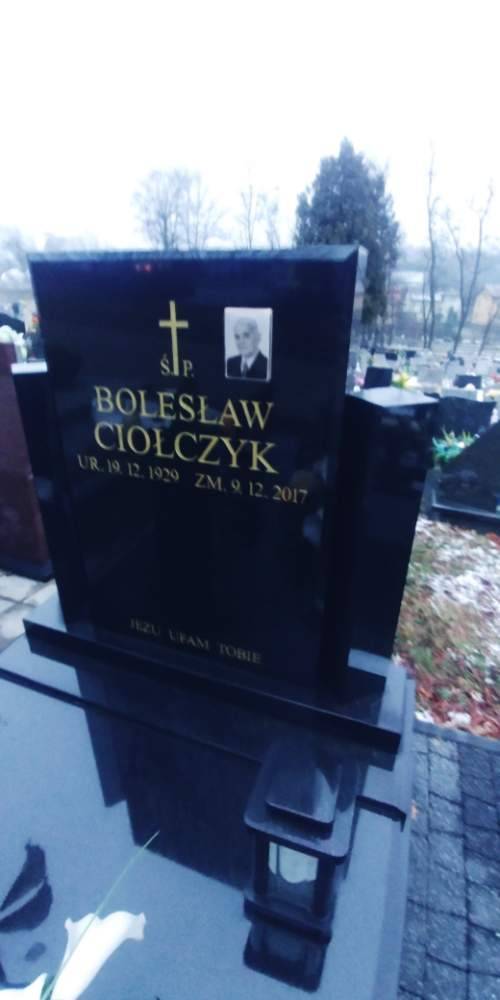 Ś. P.
BOLESŁAW
CIOŁCZYK
UR. 19. 12. 1929 ZM. 9. 12. 2017
JEZU UFAM TOBIE